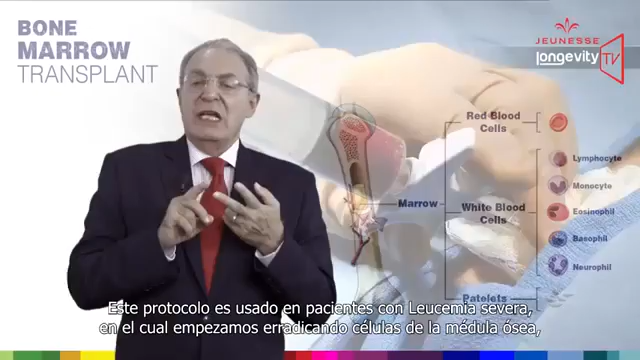 BONE
MARROW
TRANSPLANT
JEUNESSE
longevity TV
Red Blood
Cells
Marrow
White Blood
Cells
Lymphocyte
Monocyte
Eosinophil
Basophil
Neurophil
Patelets
Este protocolo es usado en pacientes con Leucemia severa,
en el cual empezamos erradicando células de la médula ósea,